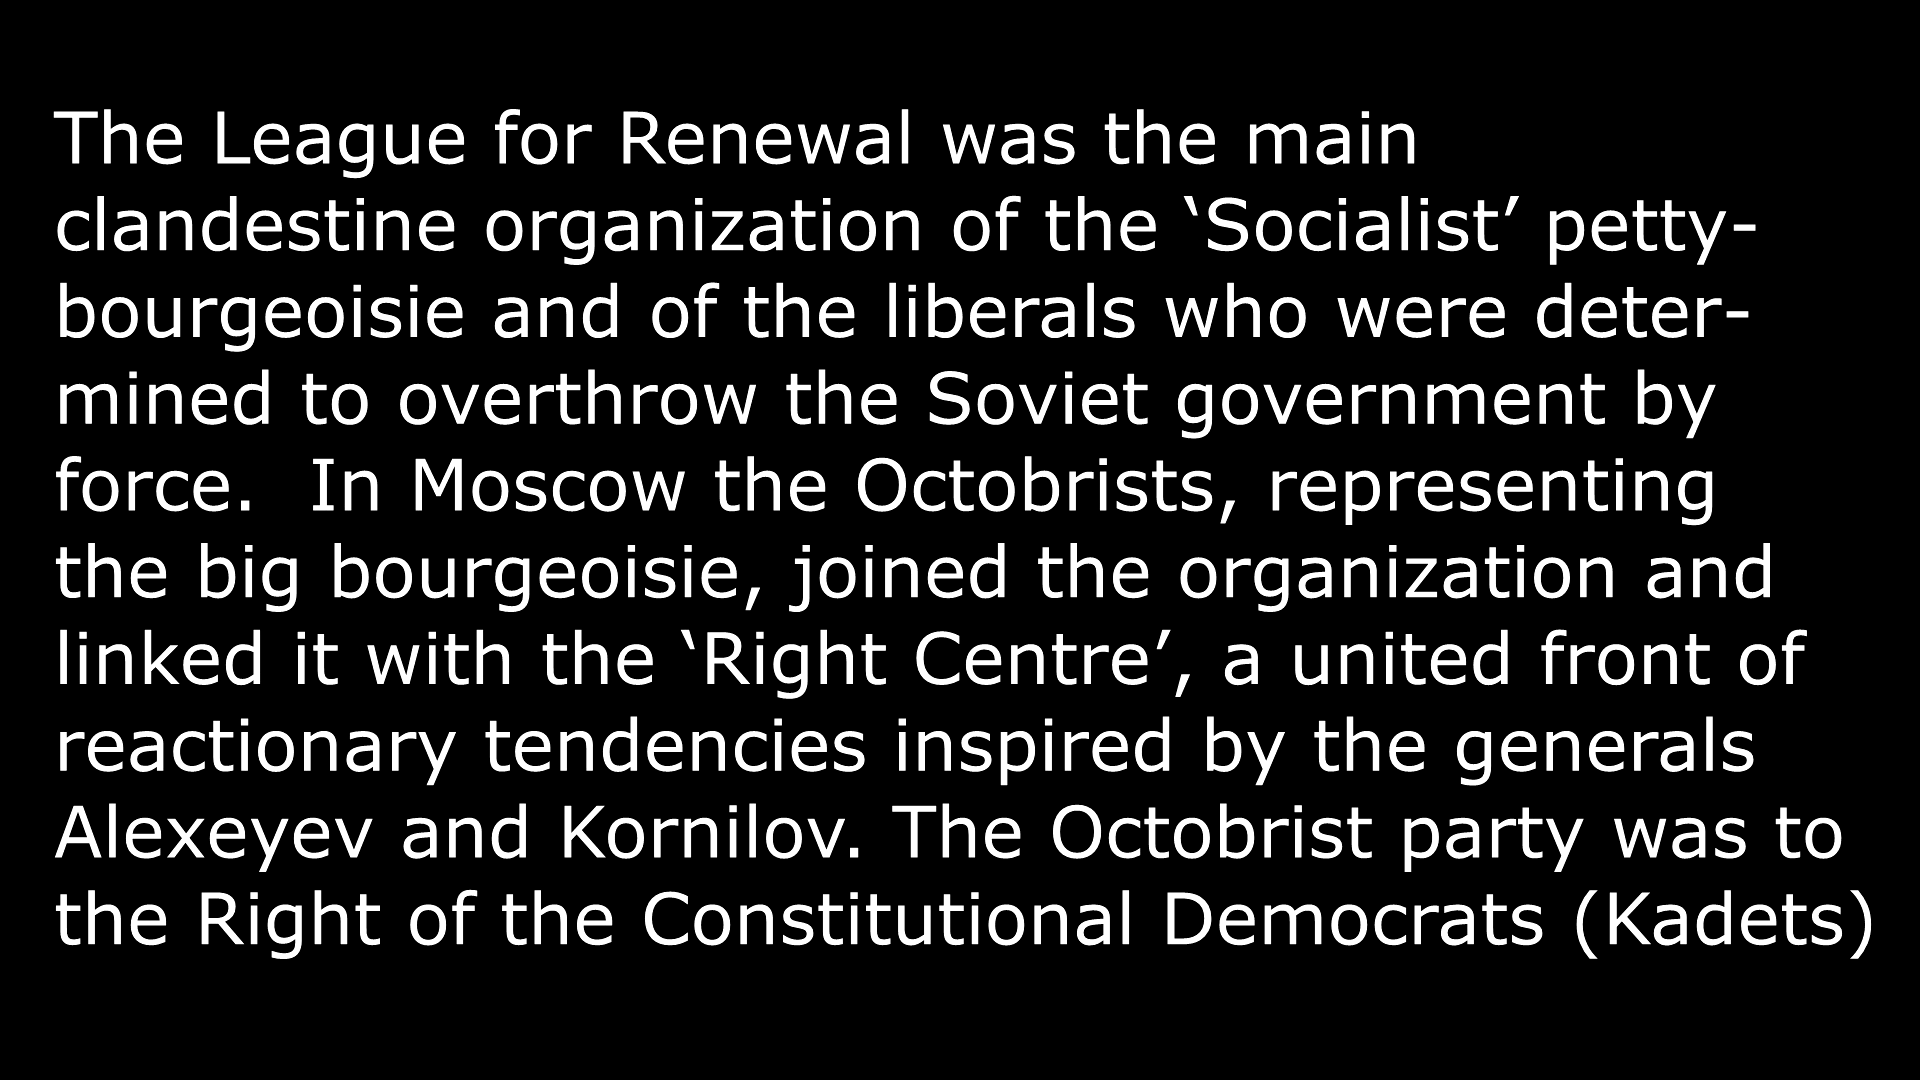 The League for Renewal was the main
clandestine organization of the ‘Socialist’ petty-
bourgeoisie and of the liberals who were deter-
mined to overthrow the Soviet government by
force.  In Moscow the Octobrists, representing
the big bourgeoisie, joined the organization and
linked it with the ‘Right Centre’, a united front of
reactionary tendencies inspired by the generals
Alexeyev and Kornilov. The Octobrist party was to
the Right of the Constitutional Democrats (Kadets)